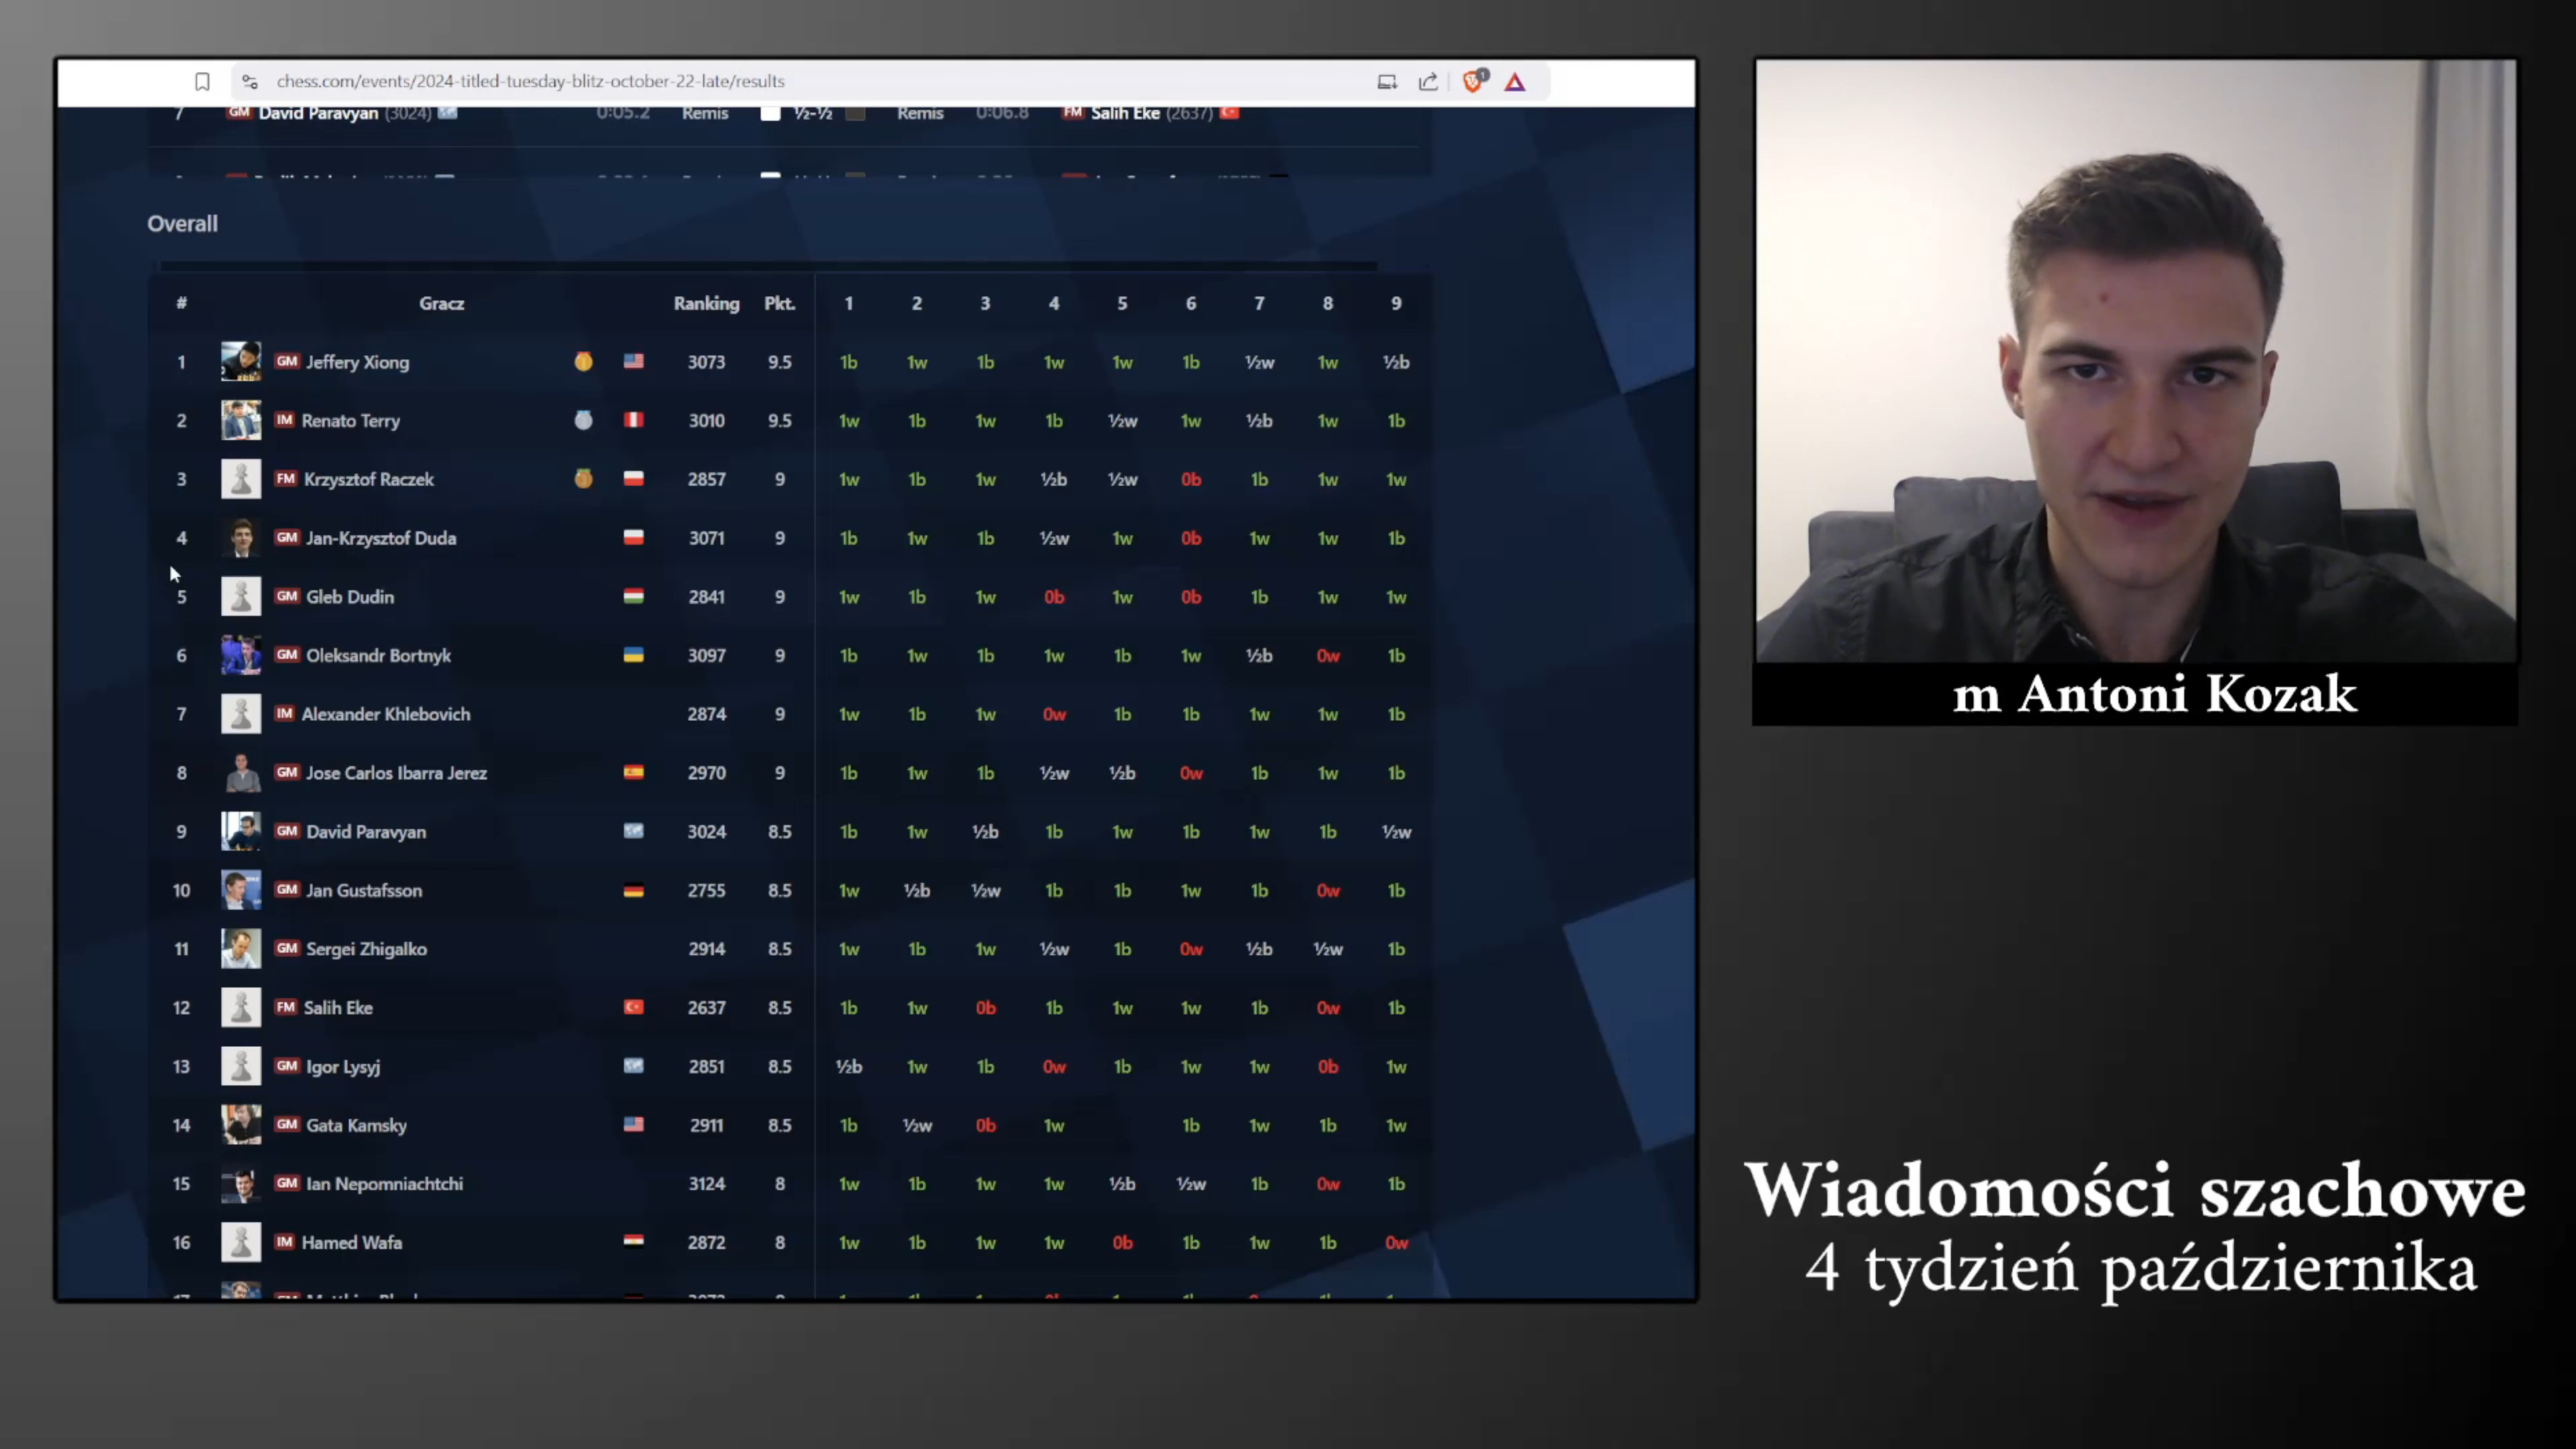 chess.com/events/2024-titled-tuesday-blitz-october-22-late/results
7 GM David Paravyan (3024) 0:05.2 Remis ½-½ Remis 0:06.8 FM Salih Eke (2637)
Overall
# Gracz Ranking Pkt. 1 2 3 4 5 6 7 8 9
1 GM Jeffery Xiong 3073 9.5 1b 1w 1b 1w 1w 1b ½w 1w ½b
2 IM Renato Terry 3010 9.5 1w 1b 1w 1b ½w 1w ½b 1w 1b
3 FM Krzysztof Raczek 2857 9 1w 1b 1w ½b ½w 0b 1b 1w 1w
4 GM Jan-Krzysztof Duda 3071 9 1b 1w 1b ½w 1w 0b 1w 1w 1b
5 GM Gleb Dudin 2841 9 1w 1b 1w 0b 1w 0b 1b 1w 1w
6 GM Oleksandr Bortnyk 3097 9 1b 1w 1b 1w 1b 1w ½b 0w 1b
7 IM Alexander Khlebovich 2874 9 1w 1b 1w 0w 1b 1b 1w 1w 1b
8 GM Jose Carlos Ibarra Jerez 2970 9 1b 1w 1b ½w ½b 0w 1b 1w 1b
9 GM David Paravyan 3024 8.5 1b 1w ½b 1b 1w 1b 1w 1b ½w
10 GM Jan Gustafsson 2755 8.5 1w ½b ½w 1b 1b 1w 1b 0w 1b
11 GM Sergei Zhigalko 2914 8.5 1w 1b 1w ½w 1b 0w ½b ½w 1b
12 FM Salih Eke 2637 8.5 1b 1w 0b 1b 1w 1w 1b 0w 1b
13 GM Igor Lysyj 2851 8.5 ½b 1w 1b 0w 1b 1w 1w 0b 1w
14 GM Gata Kamsky 2911 8.5 1b ½w 0b 1w 1b 1w 1b 1w
15 GM Ian Nepomniachtchi 3124 8 1w 1b 1w 1w ½b ½w 1b 0w 1b
16 IM Hamed Wafa 2872 8 1w 1b 1w 1w 0b 1b 1w 1b 0w
m Antoni Kozak
Wiadomości szachowe
4 tydzień października